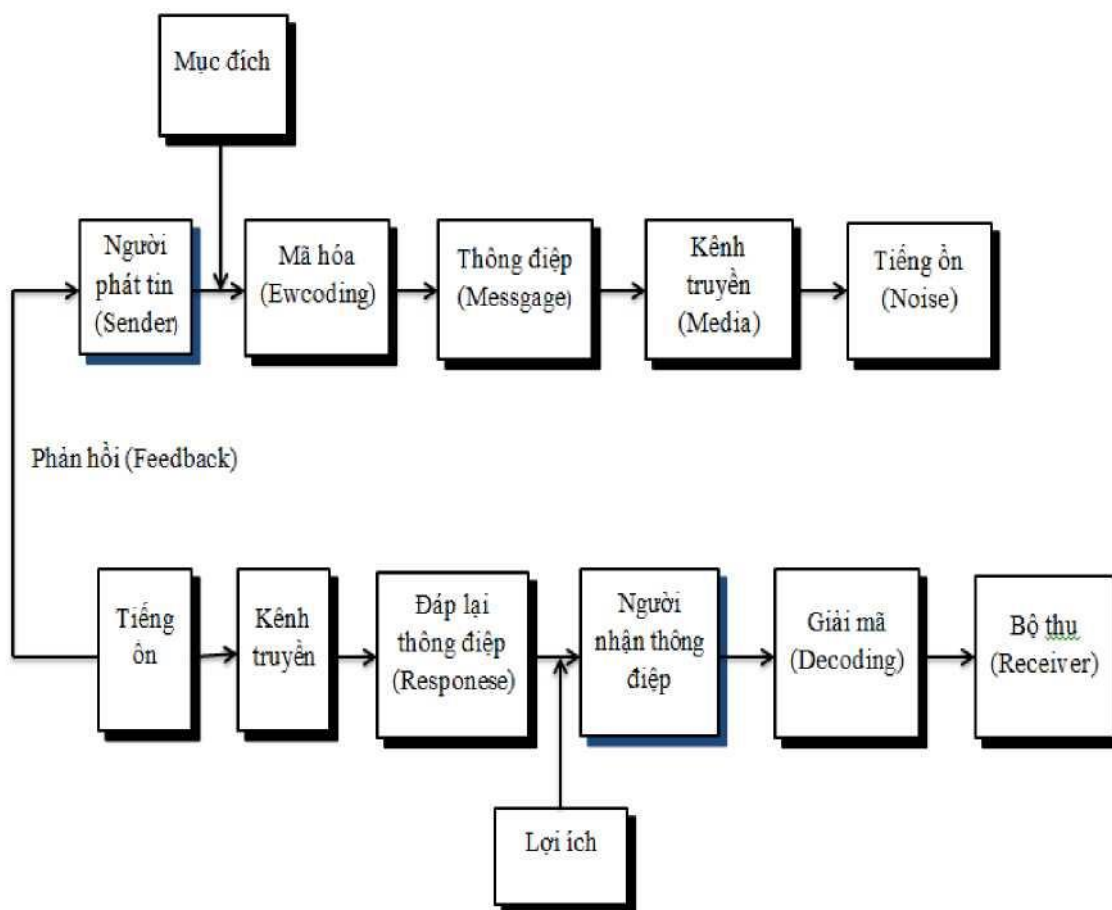 Mục đích
Người
phát tin
(Sender)
Mã hóa
(Ewcoding)
Thông điệp
(Messgage)
Kênh
truyền
(Media)
Tiếng ồn
(Noise)
Phản hồi (Feedback)
Tiếng
ồn
Kênh
truyền
Đáp lại
thông điệp
(Responese)
Người
nhận thông
điệp
Giải mã
(Decoding)
Bộ thu
(Receiver)
Lợi ích